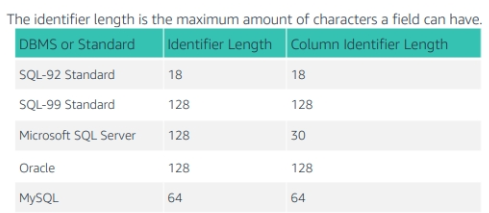 The identifier length is the maximum amount of characters a field can have.
DBMS or Standard Identifier Length Column Identifier Length
SQL-92 Standard 18 18
SQL-99 Standard 128 128
Microsoft SQL Server 128 30
Oracle 128 128
MySQL 64 64